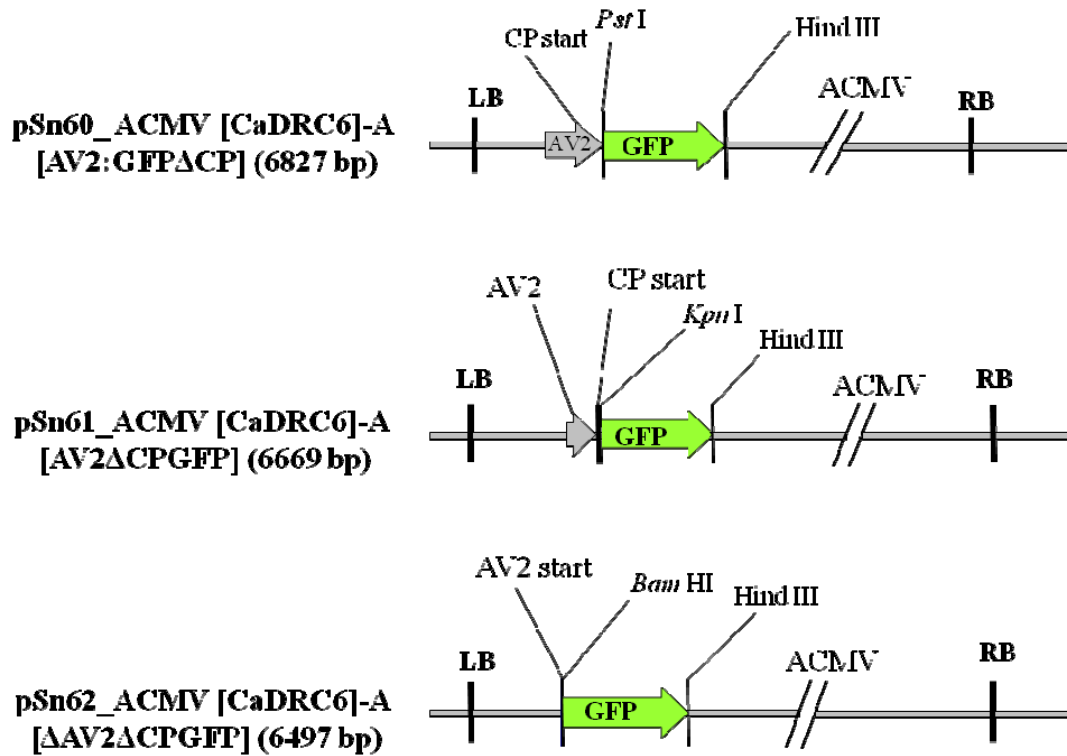 CP start
Pst I
Hind III
pSn60_ACMV [CaDRC6]-A
[AV2:GFPΔCP] (6827 bp)
LB
AV2
GFP
ACMV
RB
AV2
CP start
Kpn I
Hind III
pSn61_ACMV [CaDRC6]-A
[AV2ΔCPGFP] (6669 bp)
LB
GFP
ACMV
RB
AV2 start
Bam HI
Hind III
pSn62_ACMV [CaDRC6]-A
[ΔAV2ΔCPGFP] (6497 bp)
LB
GFP
ACMV
RB